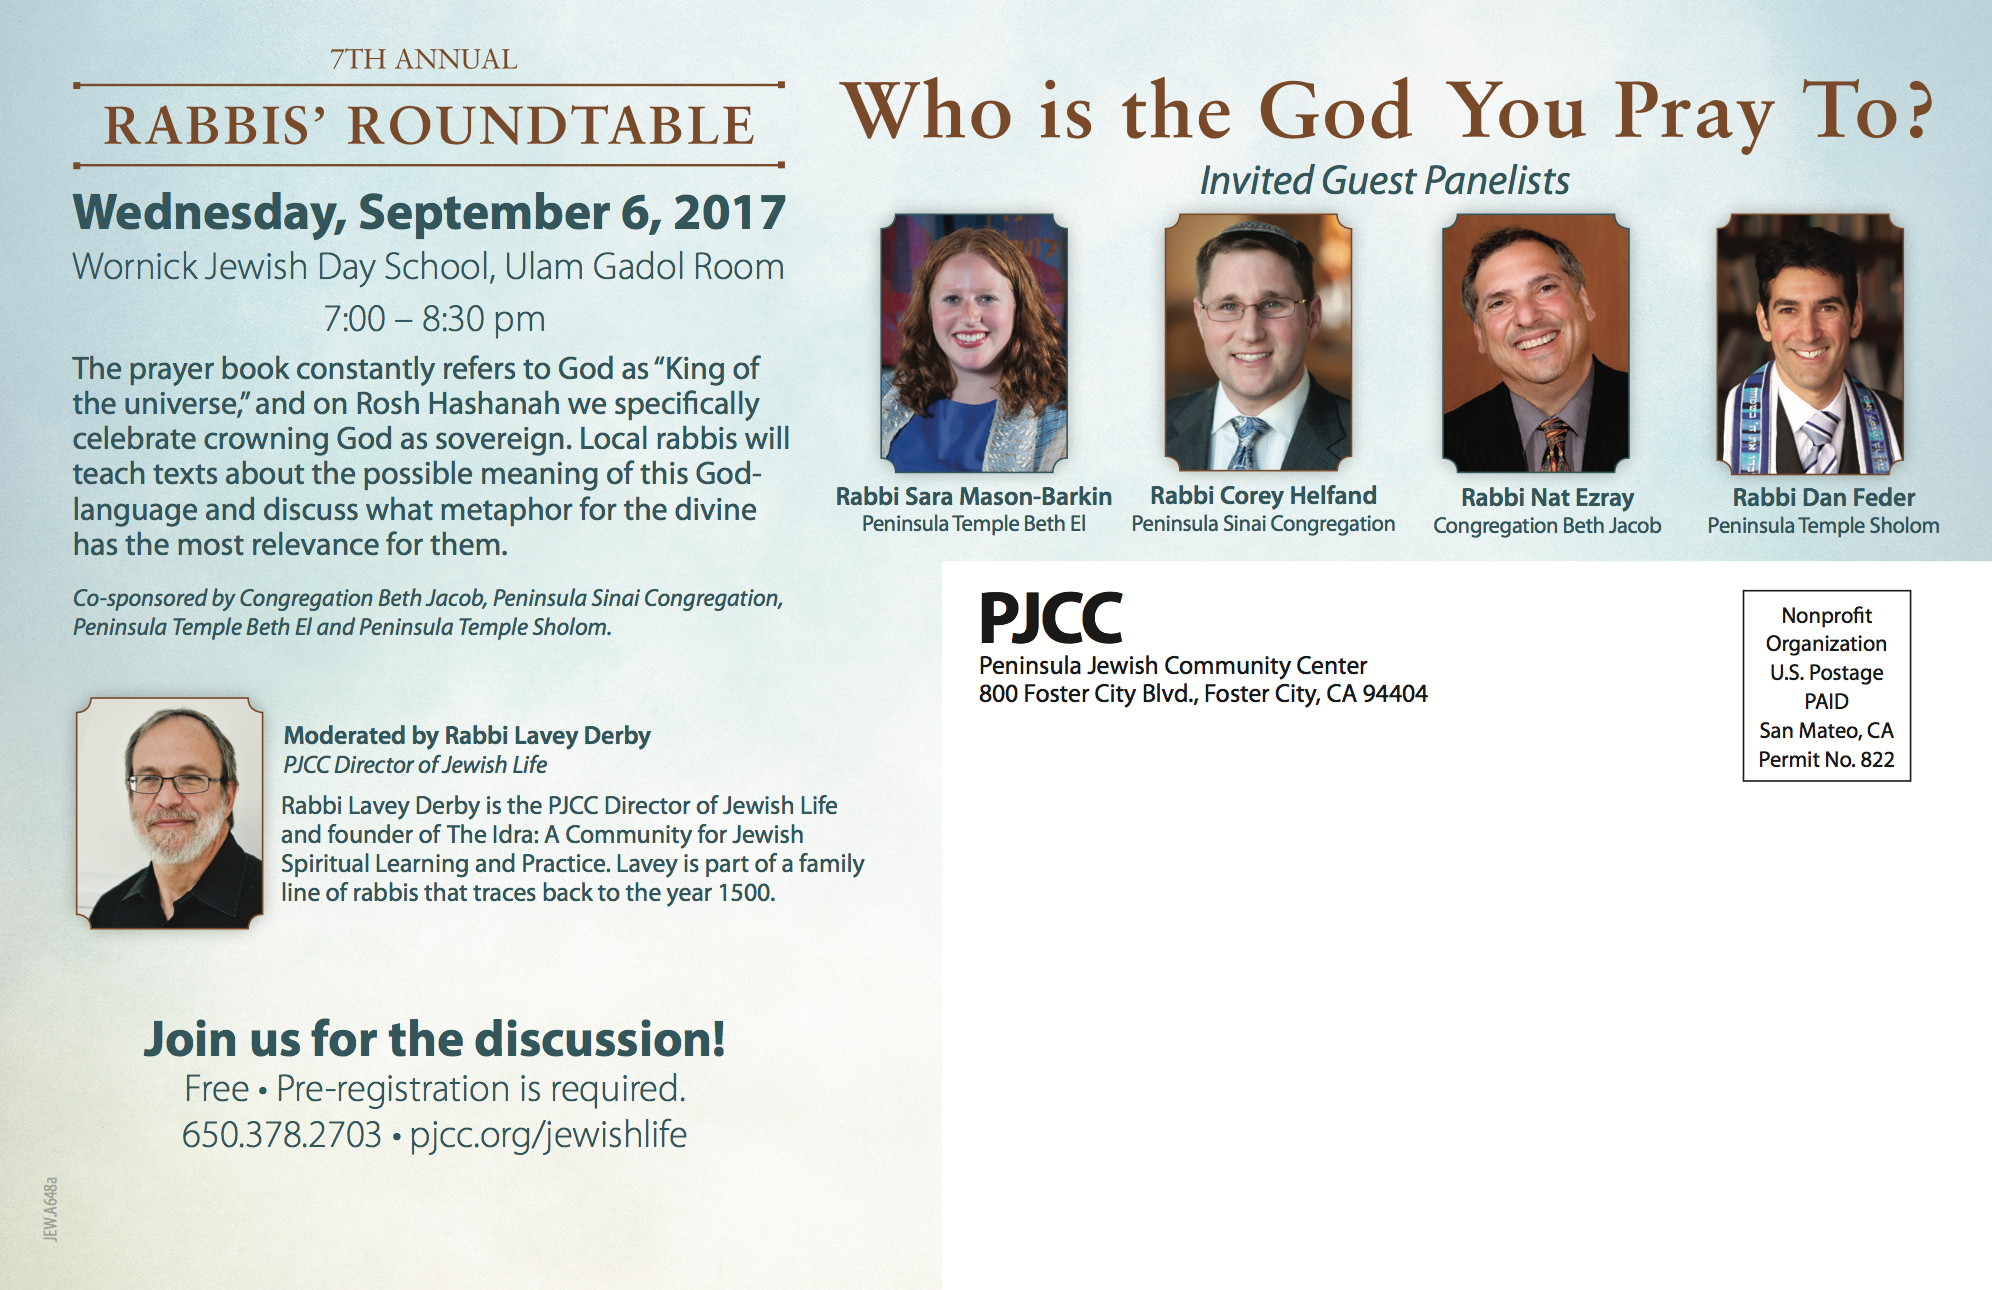 7TH ANNUAL
RABBIS’ ROUNDTABLE
Wednesday, September 6, 2017
Wornick Jewish Day School, Ulam Gadol Room
7:00 – 8:30 pm
The prayer book constantly refers to God as “King of
the universe,” and on Rosh Hashanah we specifically
celebrate crowning God as sovereign. Local rabbis will
teach texts about the possible meaning of this God-
language and discuss what metaphor for the divine
has the most relevance for them.
Co-sponsored by Congregation Beth Jacob, Peninsula Sinai Congregation,
Peninsula Temple Beth El and Peninsula Temple Sholom.
Moderated by Rabbi Lavey Derby
PJCC Director of Jewish Life
Rabbi Lavey Derby is the PJCC Director of Jewish Life
and founder of The Idra: A Community for Jewish
Spiritual Learning and Practice. Lavey is part of a family
line of rabbis that traces back to the year 1500.
Join us for the discussion!
Free • Pre-registration is required.
650.378.2703 • pjcc.org/jewishlife
JEW.A648a
Who is the God You Pray To?
Invited Guest Panelists
Rabbi Sara Mason-Barkin
Peninsula Temple Beth El
Rabbi Corey Helfand
Peninsula Sinai Congregation
Rabbi Nat Ezray
Congregation Beth Jacob
Rabbi Dan Feder
Peninsula Temple Sholom
PJCC
Peninsula Jewish Community Center
800 Foster City Blvd., Foster City, CA 94404
Nonprofit
Organization
U.S. Postage
PAID
San Mateo, CA
Permit No. 822